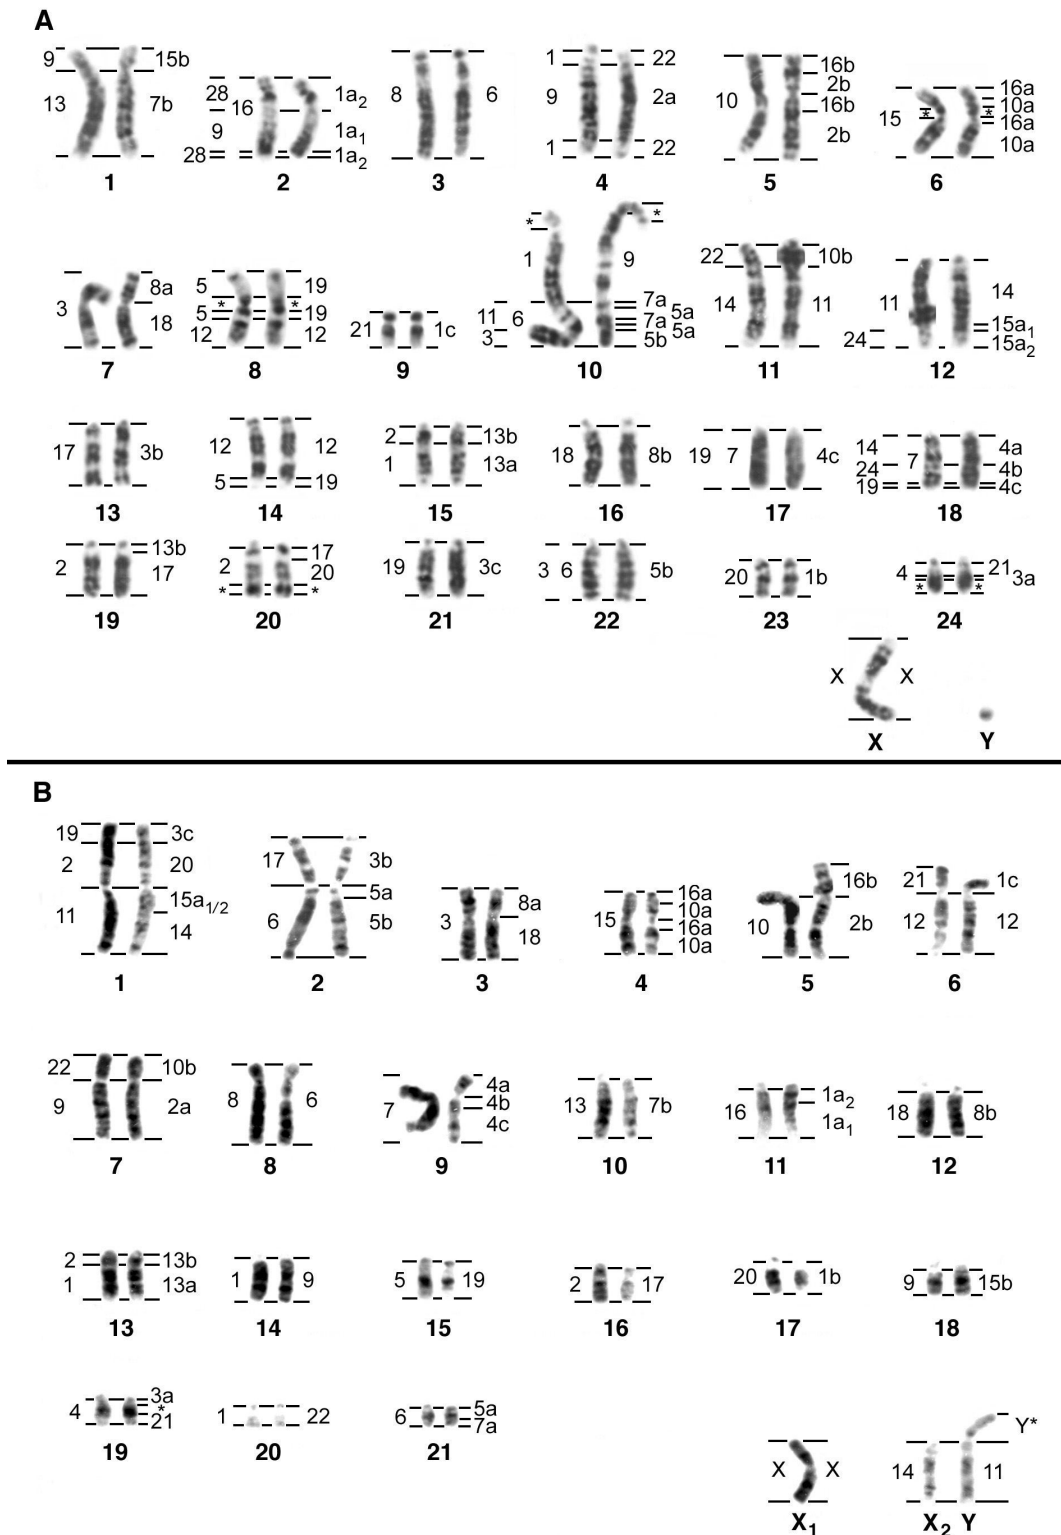 A
9 15b
13 7b
1
28 16 1a2
9 1a1
28 1a2
2
8 6
3
1 22
9 2a
1 22
4
16b
10 2b
16b
2b
5
16a
15 * * 10a
16a
10a
6
3 8a
18
7
5 19
* *
5 19
12 12
8
21 1c
9
* *
1 9
11 6 7a 5a
7a 5a
3 5b
10
22 10b
14 11
11
11 14
24 15a1
15a2
12
17 3b
13
12 12
5 19
14
2 13b
1 13a
15
18 8b
16
19 7 4c
17
14 4a
24 7 4b
19 4c
18
13b
2 17
19
17
2 20
* *
20
19 3c
21
3 6 5b
22
20 1b
23
4 21 3a
* *
24
X X
X Y
B
19 3c
2 20
11 15a1/2
14
1
17 3b
5a
6 5b
2
3 8a
18
3
16a
15 10a
16a
10a
4
16b
10 2b
5
21 1c
12 12
6
22 10b
9 2a
7
8 6
8
4a
7 4b
4c
9
13 7b
10
16 1a2
1a1
11
18 8b
12
2 13b
1 13a
13
1 9
14
5 19
15
2 17
16
20 1b
17
9 15b
18
3a
4 *
21
19
1 22
20
6 5a
7a
21
X X
X1
Y*
14 11
X2 Y